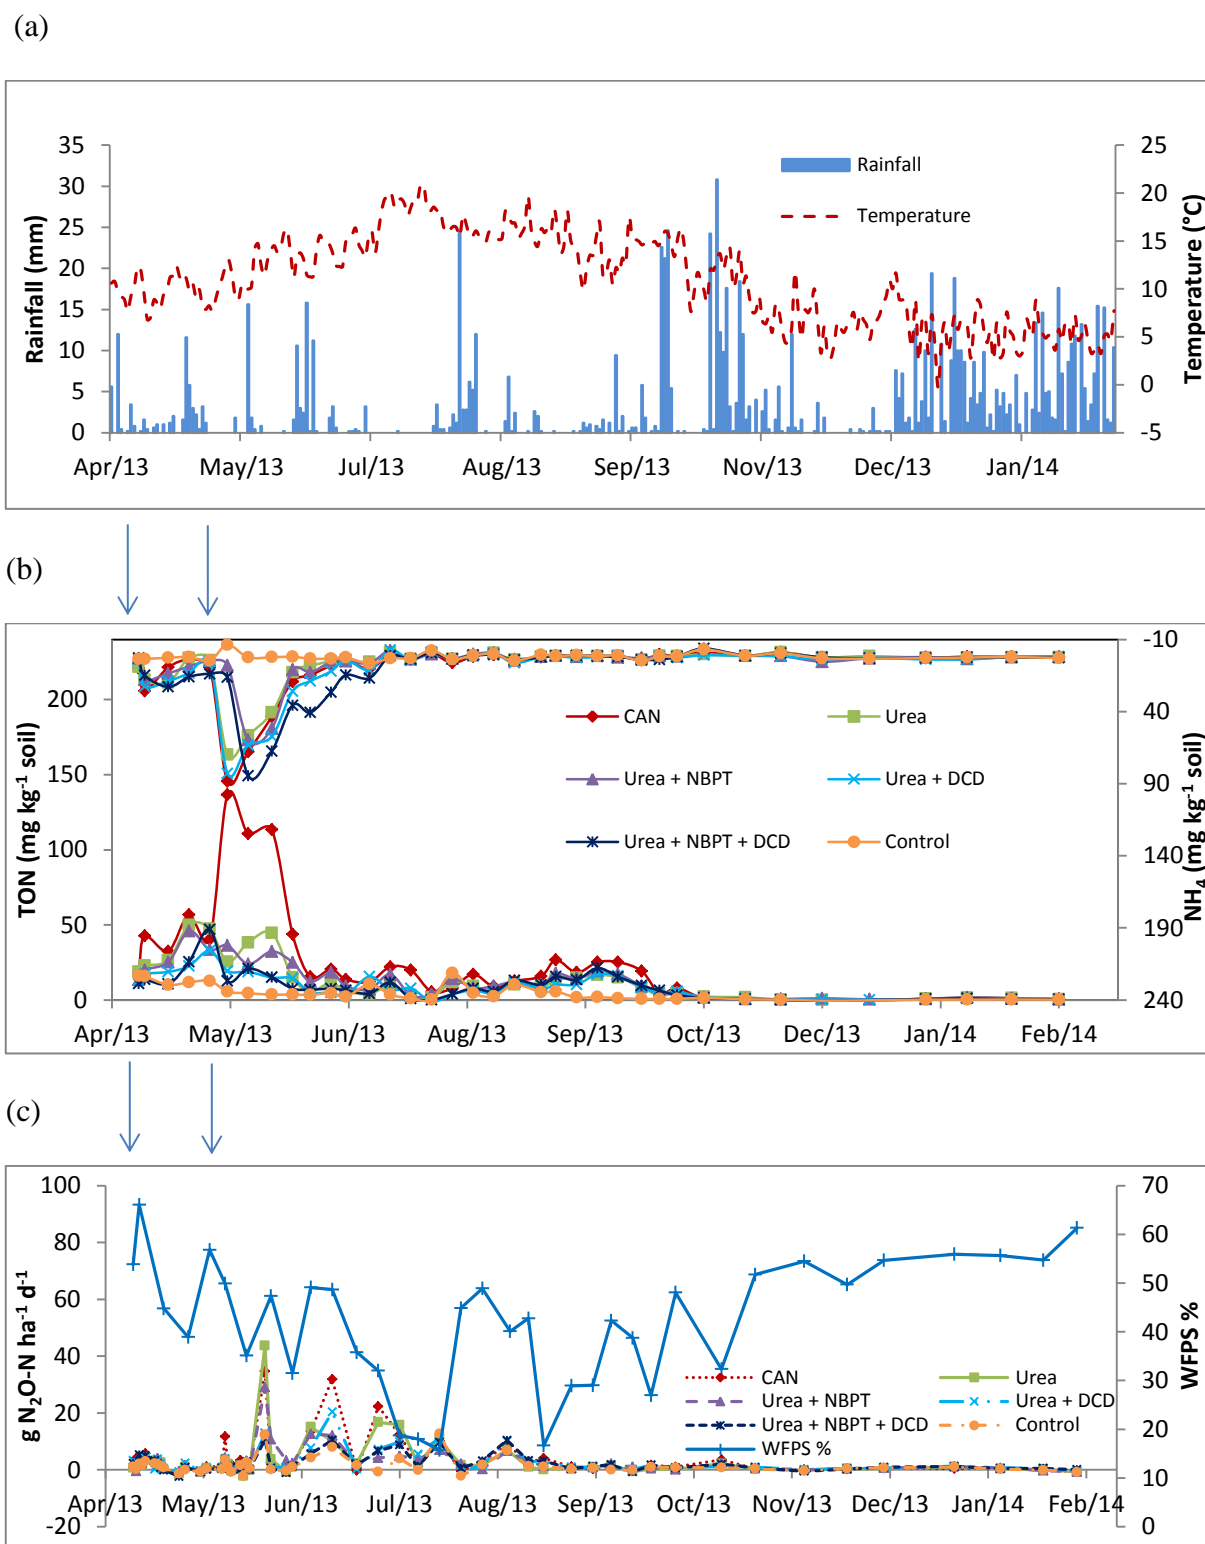 (a)
35
30
25
20
15
10
5
0
Rainfall (mm)
25
20
15
10
5
0
-5
Temperature (°C)
Rainfall
Temperature
Apr/13 May/13 Jul/13 Aug/13 Sep/13 Nov/13 Dec/13 Jan/14
(b)
200
150
100
50
0
TON (mg kg⁻¹ soil)
-10
40
90
140
190
240
NH₄ (mg kg⁻¹ soil)
CAN Urea
Urea + NBPT Urea + DCD
Urea + NBPT + DCD Control
Apr/13 May/13 Jun/13 Aug/13 Sep/13 Oct/13 Dec/13 Jan/14 Feb/14
(c)
100
80
60
40
20
0
-20
g N₂O-N ha⁻¹ d⁻¹
70
60
50
40
30
20
10
0
WFPS %
CAN Urea
Urea + NBPT Urea + DCD
Urea + NBPT + DCD Control
WFPS %
Apr/13 May/13 Jun/13 Jul/13 Aug/13 Sep/13 Oct/13 Nov/13 Dec/13 Jan/14 Feb/14